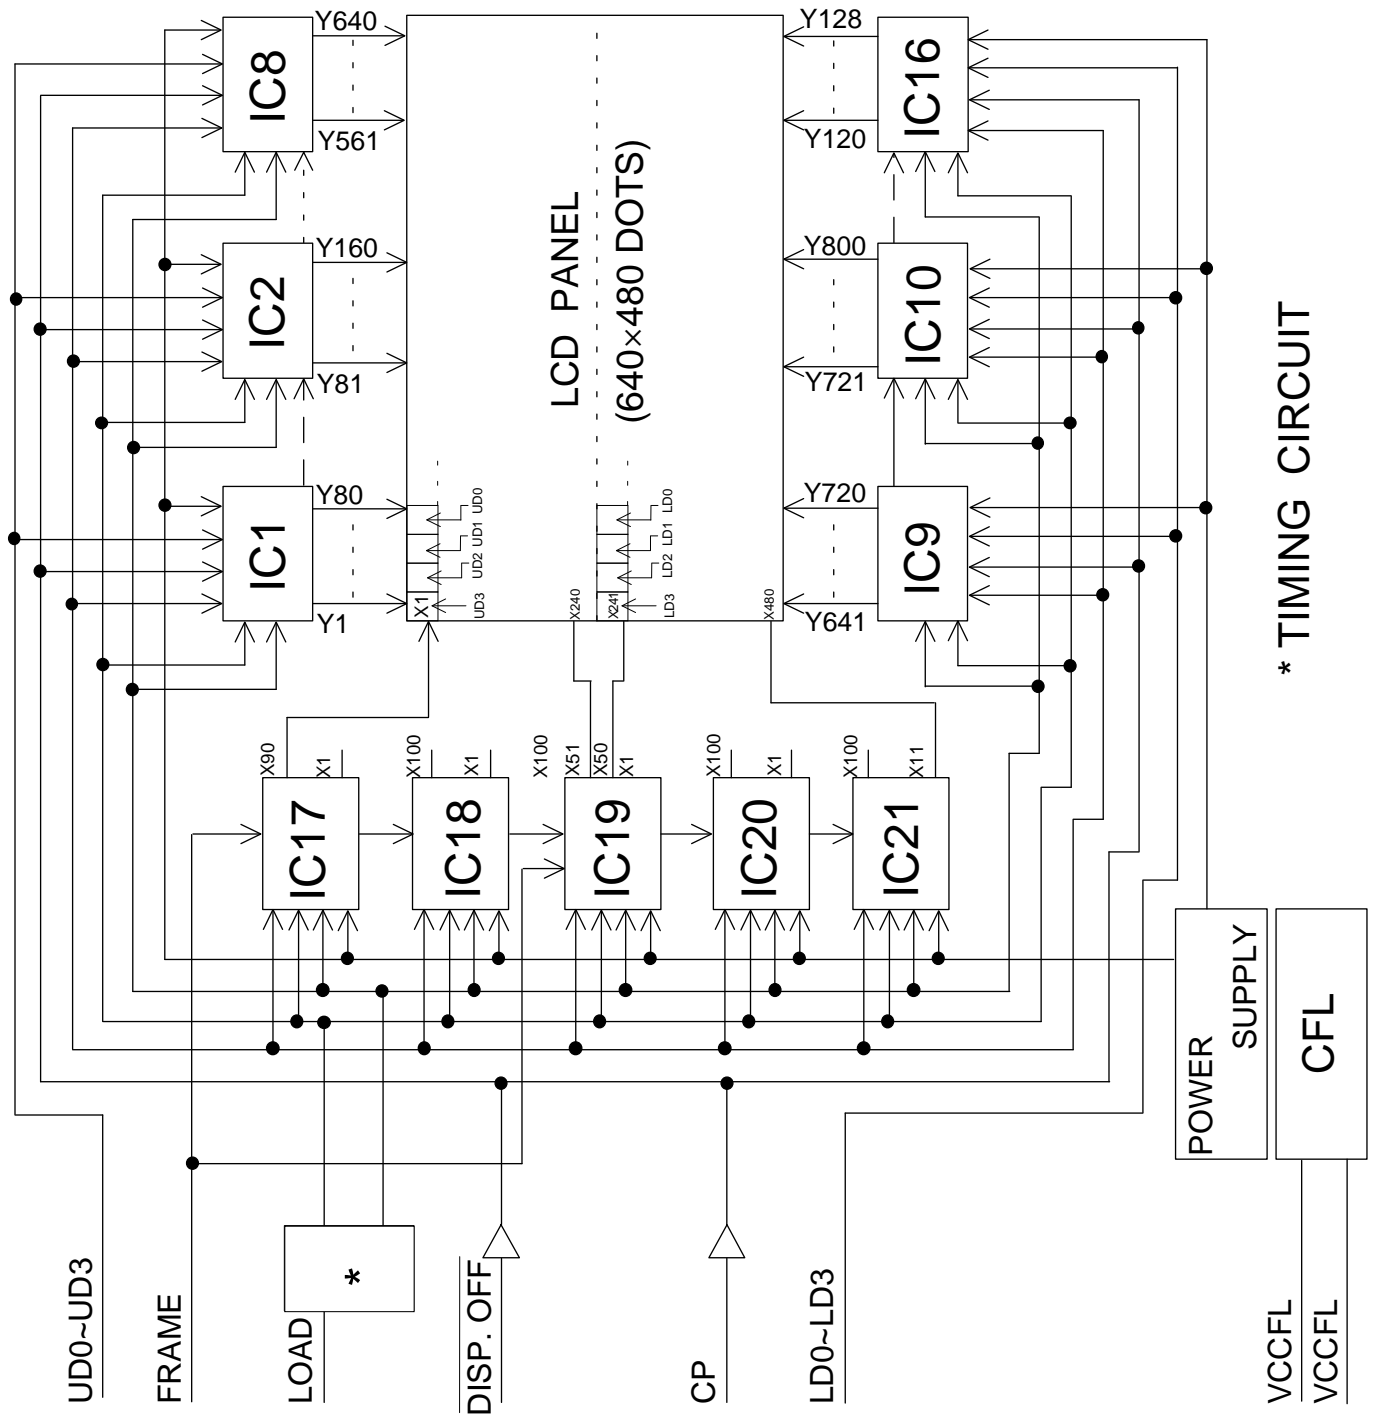 Y640
IC8
Y561
Y160
IC2
Y81
Y80
IC1
Y1
LCD PANEL
(640×480 DOTS)
Y128
IC16
Y120
Y800
IC10
Y721
Y720
IC9
Y641
UD0
UD1
UD2
UD3
X1
LD0
LD1
LD2
LD3
X240
X241
X480
* TIMING CIRCUIT
X90
X1
IC17
X100
X1
IC18
X100
X51
X50
X1
IC19
X100
X1
IC20
X100
X11
IC21
POWER
SUPPLY
CFL
UD0~UD3
FRAME
LOAD
*
DISP. OFF
CP
LD0~LD3
VCCFL
VCCFL